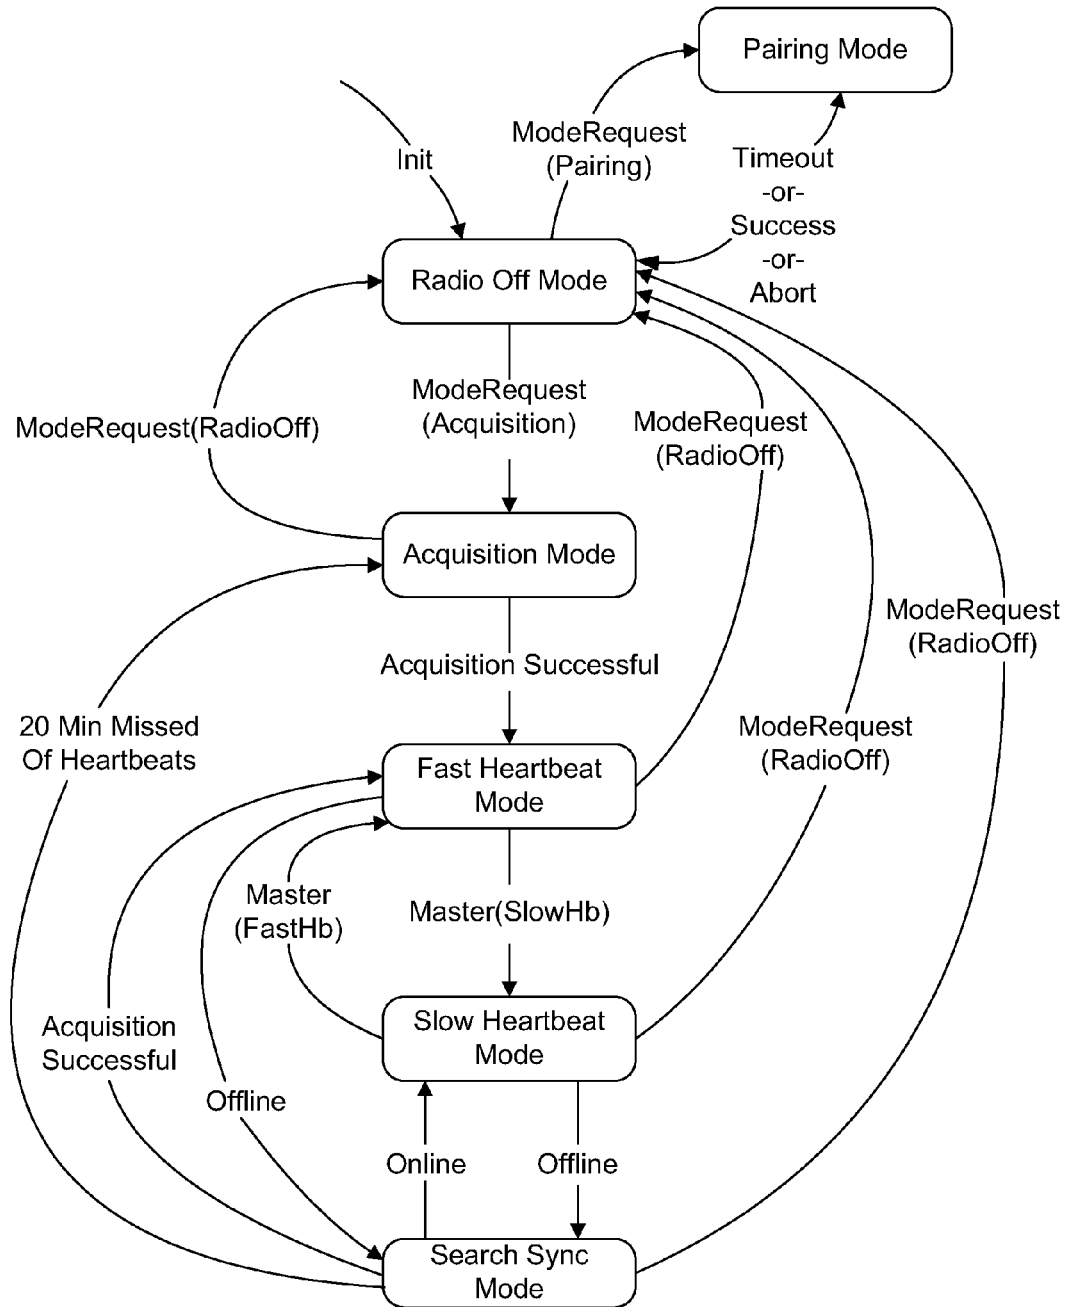 Pairing Mode
ModeRequest
(Pairing)
Init
Timeout
-or-
Success
-or-
Abort
Radio Off Mode
ModeRequest
(Acquisition)
ModeRequest(RadioOff)
ModeRequest
(RadioOff)
Acquisition Mode
ModeRequest
(RadioOff)
Acquisition Successful
20 Min Missed
Of Heartbeats
ModeRequest
(RadioOff)
Fast Heartbeat
Mode
Master
(FastHb)
Master(SlowHb)
Slow Heartbeat
Mode
Acquisition
Successful
Offline
Online
Offline
Search Sync
Mode